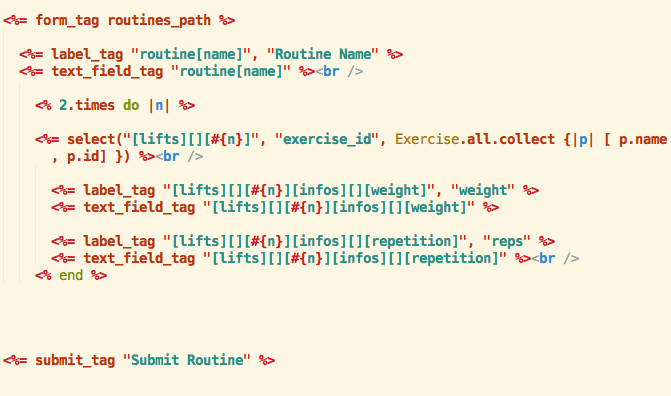 <%= form_tag routines_path %>
<%= label_tag "routine[name]", "Routine Name" %>
<%= text_field_tag "routine[name]" %><br />
<% 2.times do |n| %>
<%= select("[lifts][][#{n}]", "exercise_id", Exercise.all.collect {|p| [ p.name
, p.id] }) %><br />
<%= label_tag "[lifts][][#{n}][infos][][weight]", "weight" %>
<%= text_field_tag "[lifts][][#{n}][infos][][weight]" %>
<%= label_tag "[lifts][][#{n}][infos][][repetition]", "reps" %>
<%= text_field_tag "[lifts][][#{n}][infos][][repetition]" %><br />
<% end %>
<%= submit_tag "Submit Routine" %>